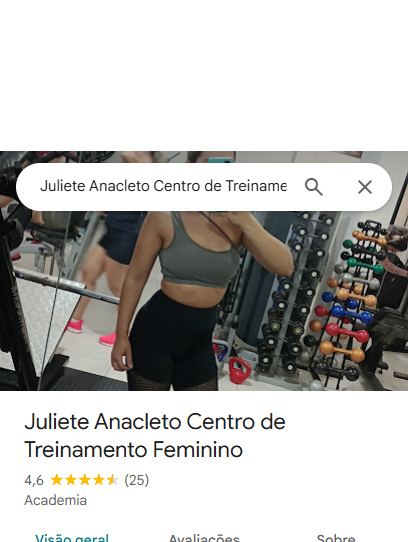 Juliete Anacleto Centro de Treiname
Juliete Anacleto Centro de
Treinamento Feminino
4,6 (25)
Academia
Visão geral Avaliações Sobre